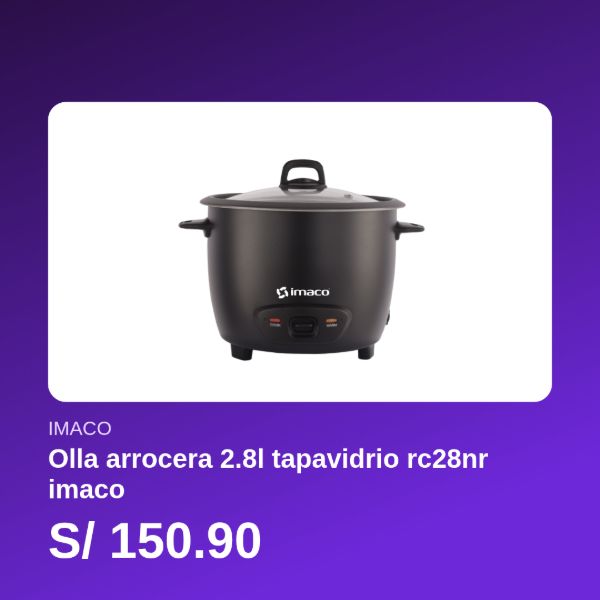 imaco
IMACO
Olla arrocera 2.8l tapavidrio rc28nr
imaco
S/ 150.90